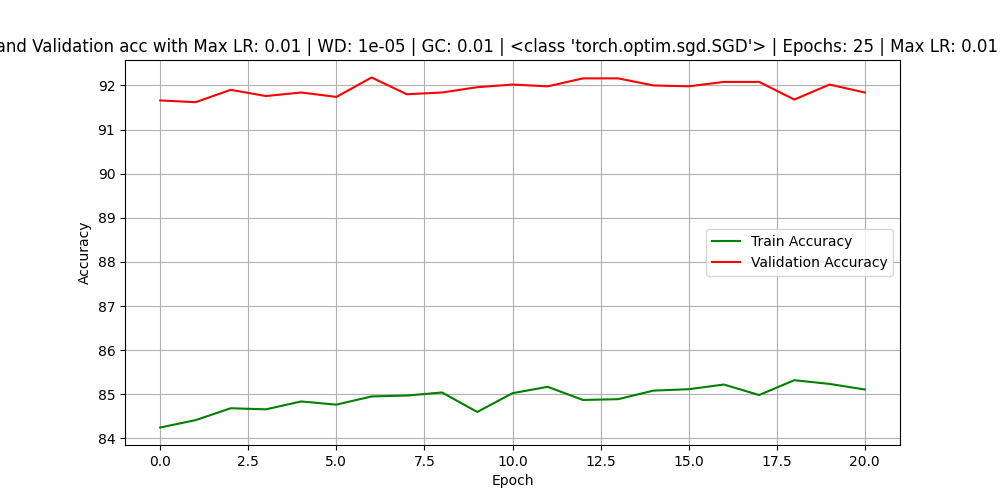 and Validation acc with Max LR: 0.01 | WD: 1e-05 | GC: 0.01 | <class 'torch.optim.sgd.SGD'> | Epochs: 25 | Max LR: 0.01
92
91
90
89
88
87
86
85
84
Accuracy
Train Accuracy
Validation Accuracy
0.0 2.5 5.0 7.5 10.0 12.5 15.0 17.5 20.0
Epoch